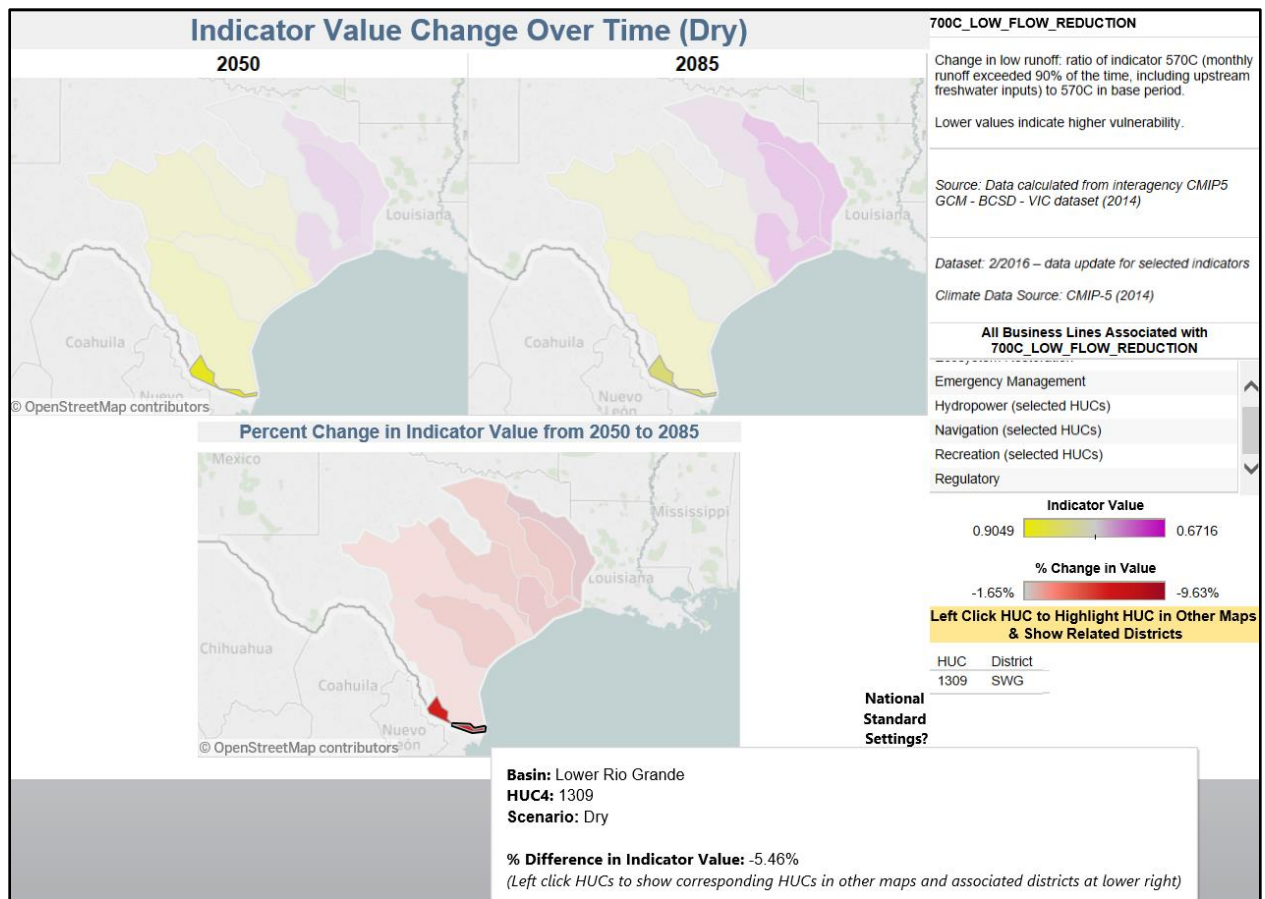 Indicator Value Change Over Time (Dry)
2050
2085
Louisiana
Coahuila
Nuevo
© OpenStreetMap contributors
Louisiana
Coahuila
Nuevo
León
Percent Change in Indicator Value from 2050 to 2085
Mexico
Mississippi
Louisiana
Chihuahua
Coahuila
Nuevo
© OpenStreetMap contributors
700C_LOW_FLOW_REDUCTION
Change in low runoff: ratio of indicator 570C (monthly
runoff exceeded 90% of the time, including upstream
freshwater inputs) to 570C in base period.
Lower values indicate higher vulnerability.
Source: Data calculated from interagency CMIP5
GCM - BCSD - VIC dataset (2014)
Dataset: 2/2016 – data update for selected indicators
Climate Data Source: CMIP-5 (2014)
All Business Lines Associated with
700C_LOW_FLOW_REDUCTION
Emergency Management
Hydropower (selected HUCs)
Navigation (selected HUCs)
Recreation (selected HUCs)
Regulatory
Indicator Value
0.9049 0.6716
% Change in Value
-1.65% -9.63%
Left Click HUC to Highlight HUC in Other Maps
& Show Related Districts
HUC District
1309 SWG
National
Standard
Settings?
Basin: Lower Rio Grande
HUC4: 1309
Scenario: Dry
% Difference in Indicator Value: -5.46%
(Left click HUCs to show corresponding HUCs in other maps and associated districts at lower right)